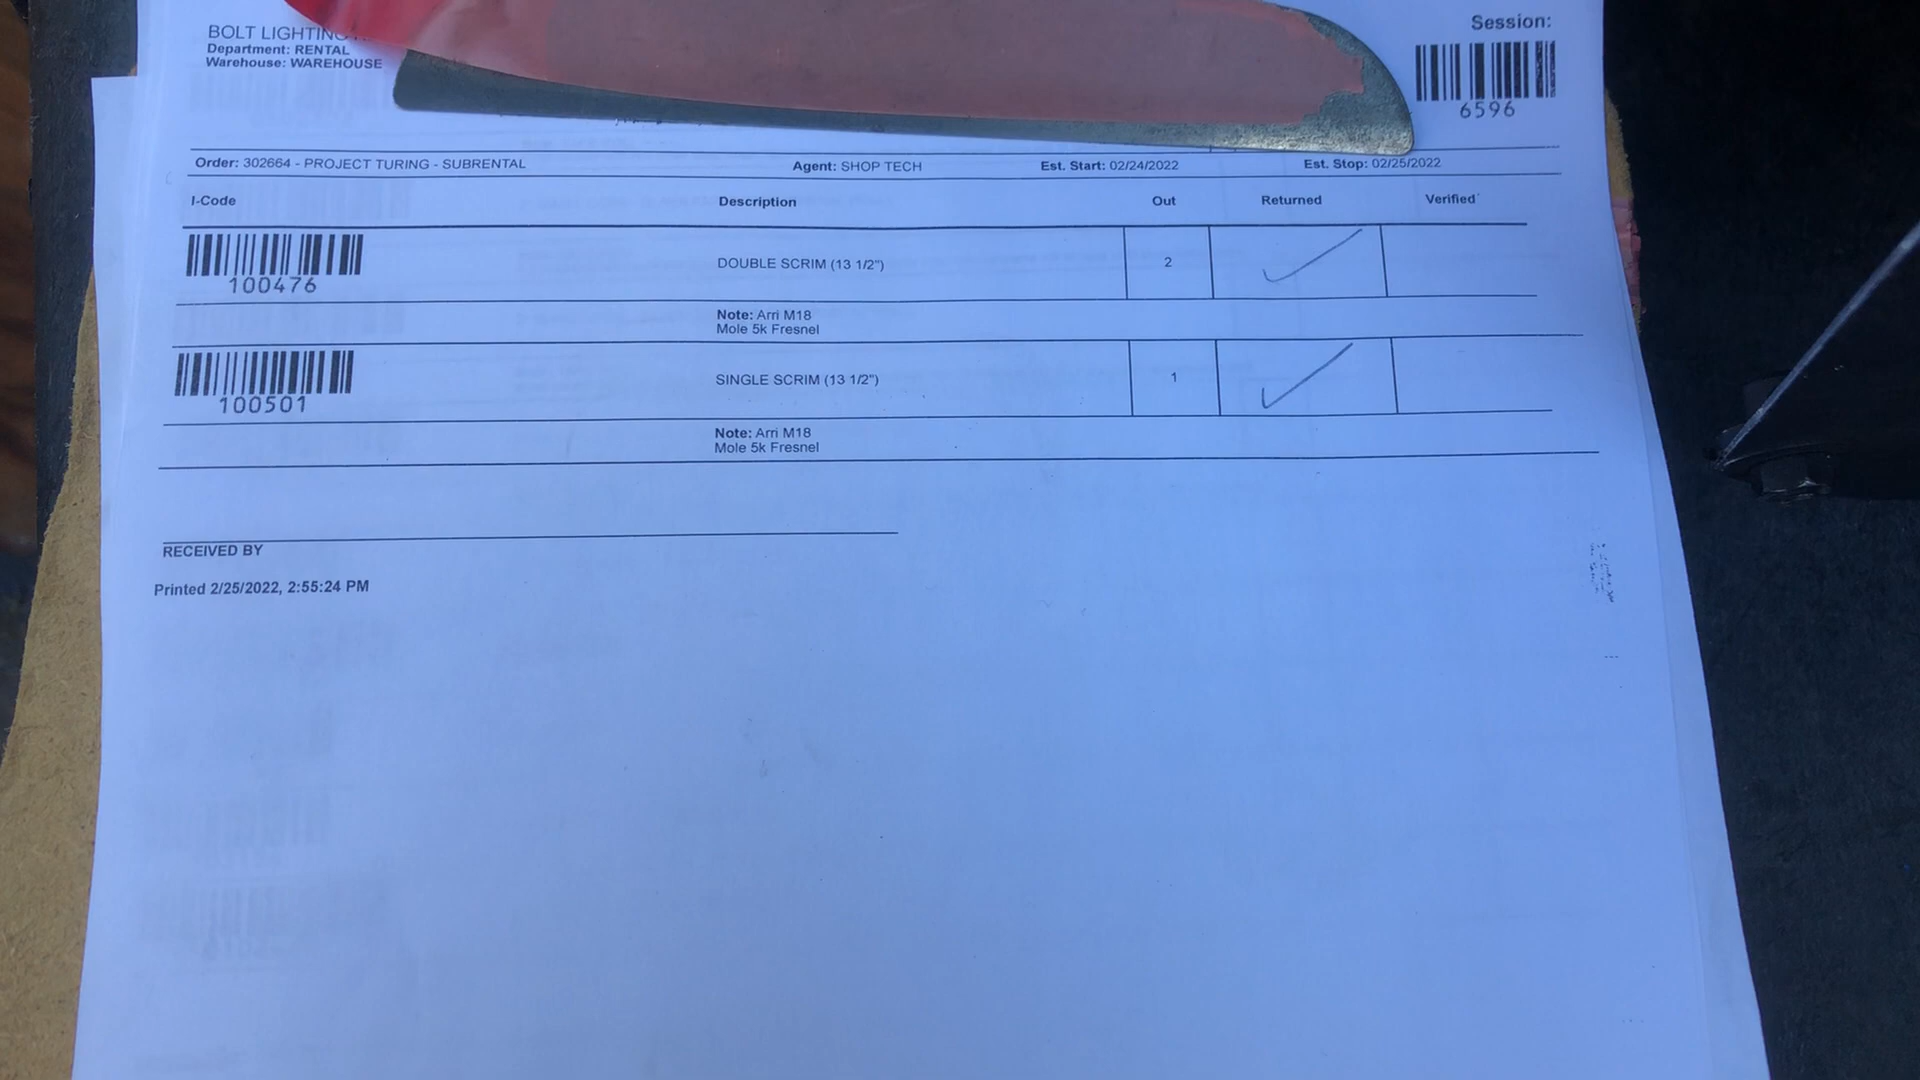 BOLT LIGHTING
Session:
Department: RENTAL
Warehouse: WAREHOUSE
6596
Order: 302664 - PROJECT TURING - SUBRENTAL Agent: SHOP TECH Est. Start: 02/24/2022 Est. Stop: 02/25/2022
I-Code Description Out Returned Verified
DOUBLE SCRIM (13 1/2") 2
100476
Note: Arri M18
Mole 5k Fresnel
SINGLE SCRIM (13 1/2") 1
100501
Note: Arri M18
Mole 5k Fresnel
RECEIVED BY
Printed 2/25/2022, 2:55:24 PM